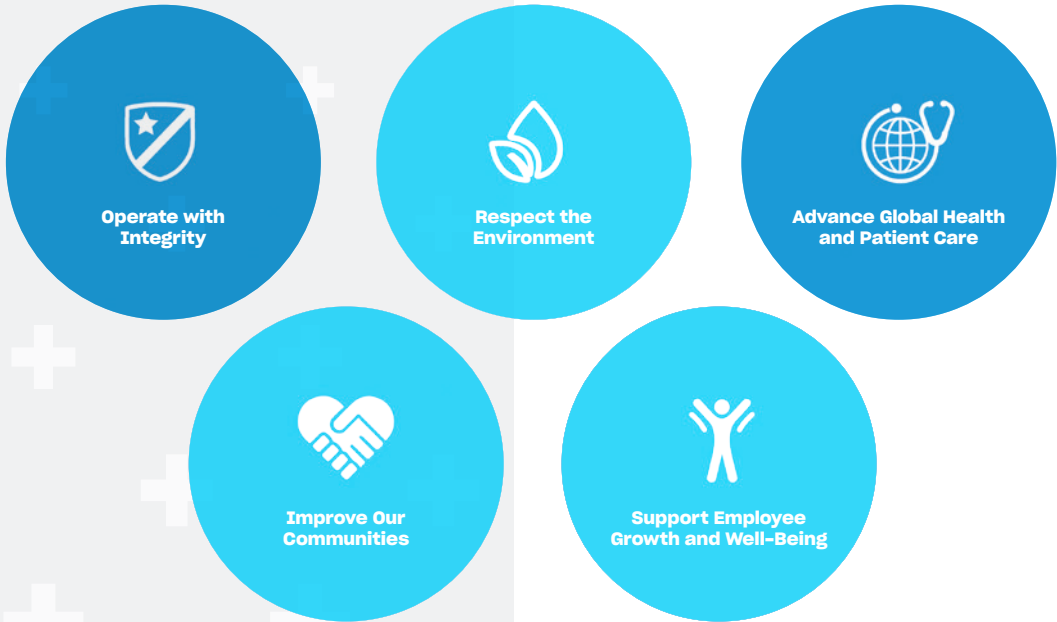 Operate with
Integrity
Respect the
Environment
Advance Global Health
and Patient Care
Improve Our
Communities
Support Employee
Growth and Well-Being